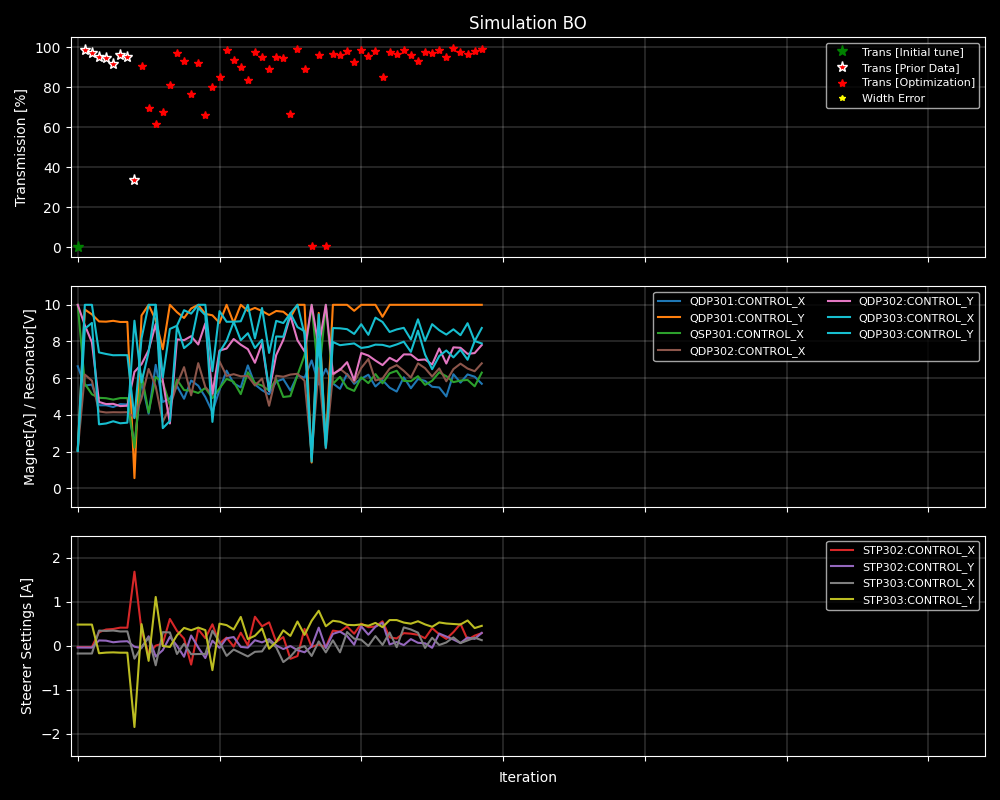 Simulation BO
Transmission [%]
100
80
60
40
20
0
Trans [Initial tune]
Trans [Prior Data]
Trans [Optimization]
Width Error
Magnet[A] / Resonator[V]
10
8
6
4
2
0
QDP301:CONTROL_X
QDP301:CONTROL_Y
QSP301:CONTROL_X
QDP302:CONTROL_X
QDP302:CONTROL_Y
QDP303:CONTROL_X
QDP303:CONTROL_Y
Steerer Settings [A]
2
1
0
−1
−2
STP302:CONTROL_X
STP302:CONTROL_Y
STP303:CONTROL_X
STP303:CONTROL_Y
Iteration